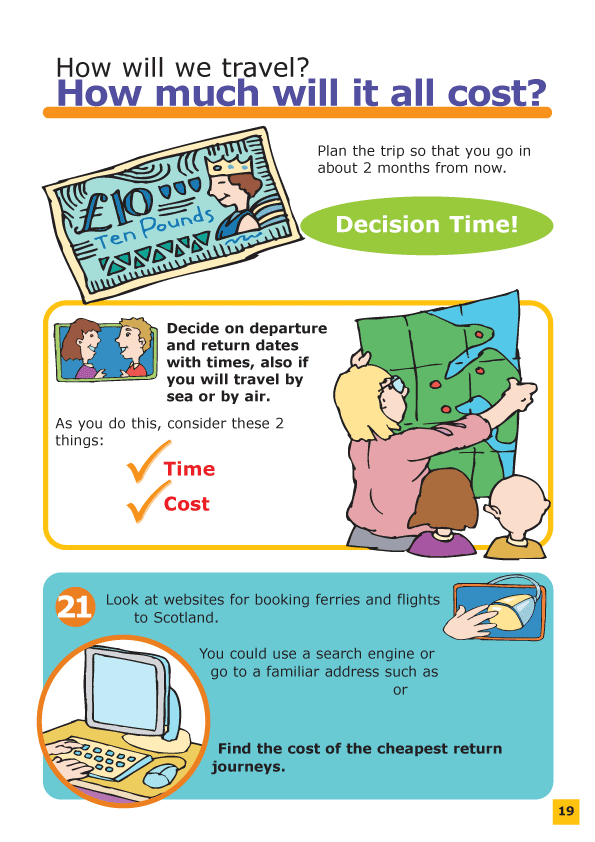 How will we travel?
How much will it all cost?
£10
Ten Pounds
Plan the trip so that you go in
about 2 months from now.
Decision Time!
Decide on departure
and return dates
with times, also if
you will travel by
sea or by air.
As you do this, consider these 2
things:
Time
Cost
21
Look at websites for booking ferries and flights
to Scotland.
You could use a search engine or
go to a familiar address such as
or
Find the cost of the cheapest return
journeys.
19